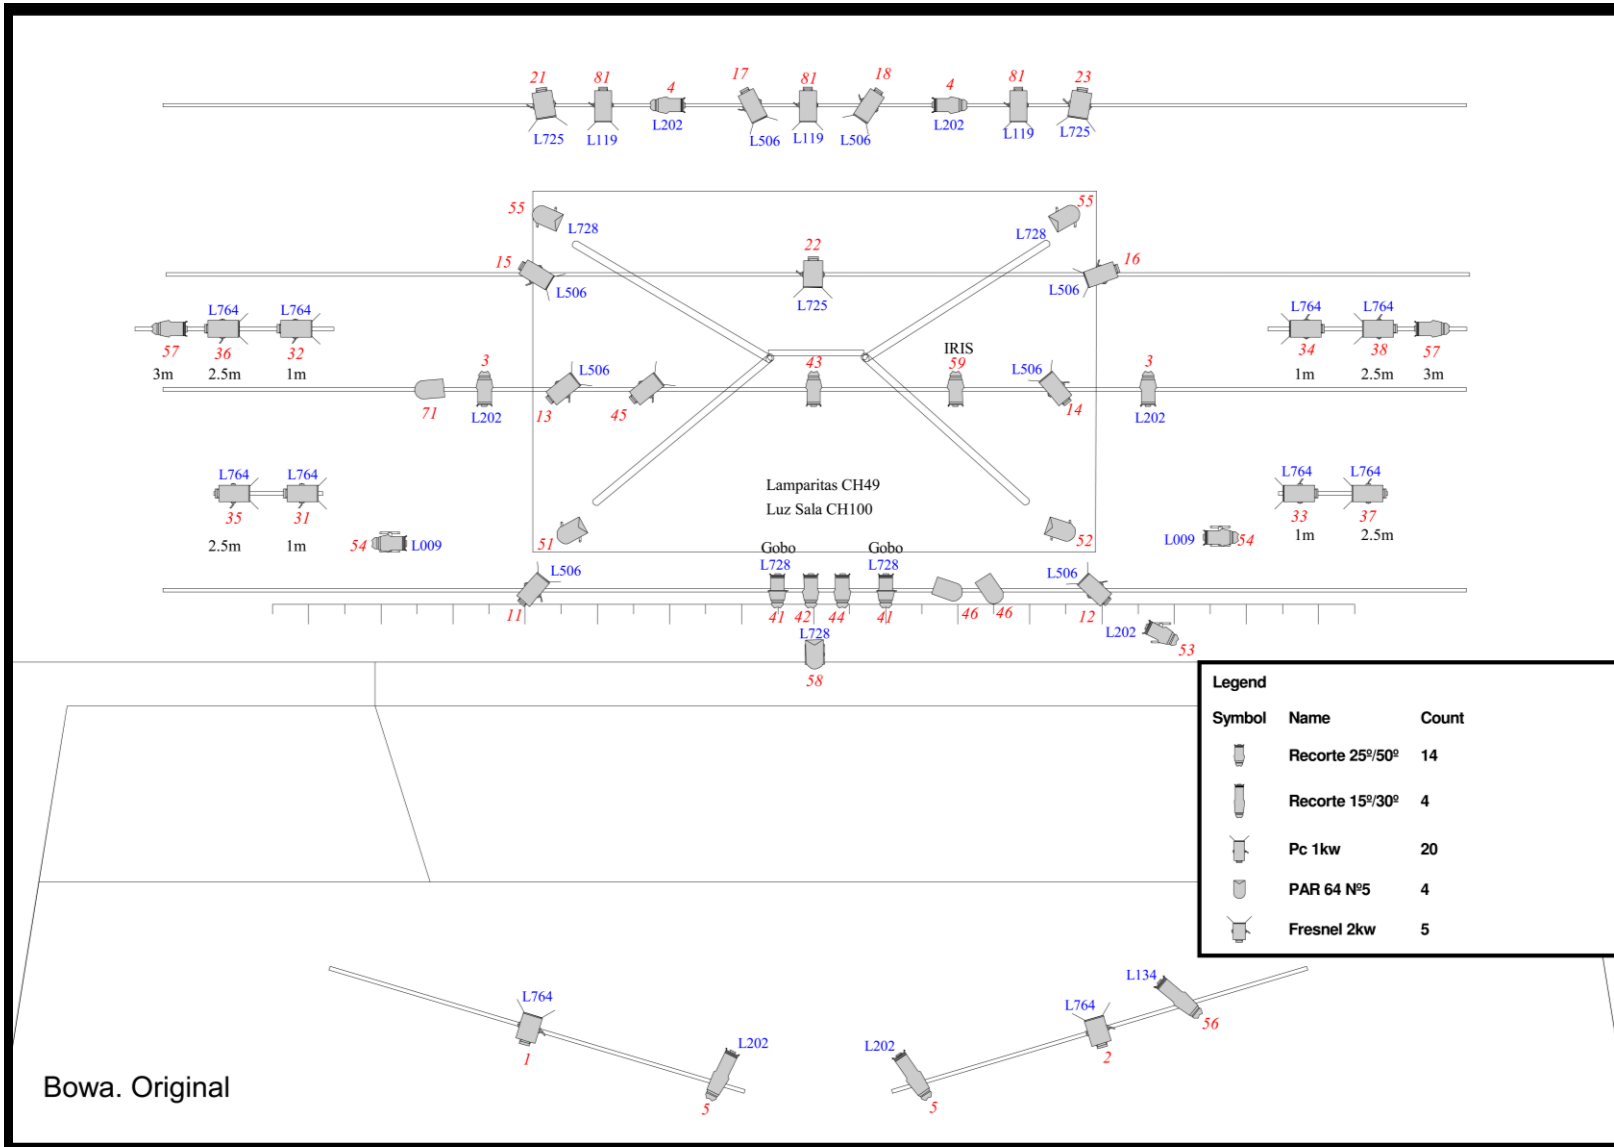 21 81 4 17 81 18 4 81 23
L725 L119 L202 L506 L119 L506 L202 L119 L725
55 L728 L728 55
15 L506 22 L725 L506 16
L764 L764 L764 L764
57 36 32 34 38 57
3m 2.5m 1m 1m 2.5m 3m
IRIS
3 L506 43 59 L506 3
71 L202 13 45 14 L202
Lamparitas CH49
Luz Sala CH100
L764 L764 L764 L764
35 31 33 37
2.5m 1m 1m 2.5m
54 L009 51 52 L009 54
Gobo Gobo
L506 L728 L728 L506
11 41 42 44 41 46 46 12
L728 L202 53
58
Legend
Symbol Name Count
Recorte 25º/50º 14
Recorte 15º/30º 4
Pc 1kw 20
PAR 64 Nº5 4
Fresnel 2kw 5
L764 L202 L202 L764 L134
1 5 5 2 56
Bowa. Original